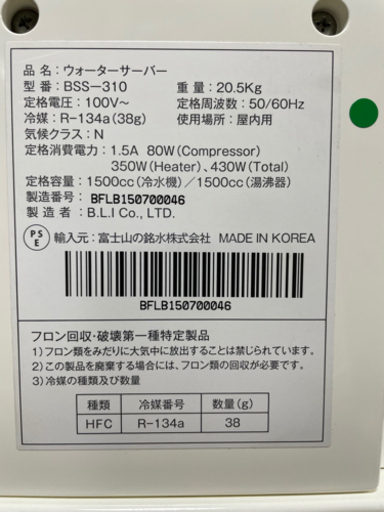 品名：ウォーターサーバー
型番：BSS－310 重量：20.5Kg
定格電圧：100V～ 定格周波数：50/60Hz
冷媒：R-134a(38g) 使用場所：屋内用
気候クラス：N
定格消費電力：1.5A 80W(Compressor)
350W(Heater), 430W(Total)
定格容量：1500cc(冷水機)／1500cc(湯沸器)
製造番号： BFLB150700046
製造者：B.L.I Co., LTD.
PSE 輸入元：富士山の銘水株式会社 MADE IN KOREA
BFLB150700046
フロン回収・破壊第一種特定製品
1)フロン類をみだりに大気中に放出することは禁じられている。
2)この製品を廃棄する場合には、フロン類の回収が必要です。
3)冷媒の種類及び数量
種類 冷媒番号 数量(g)
HFC R-134a 38